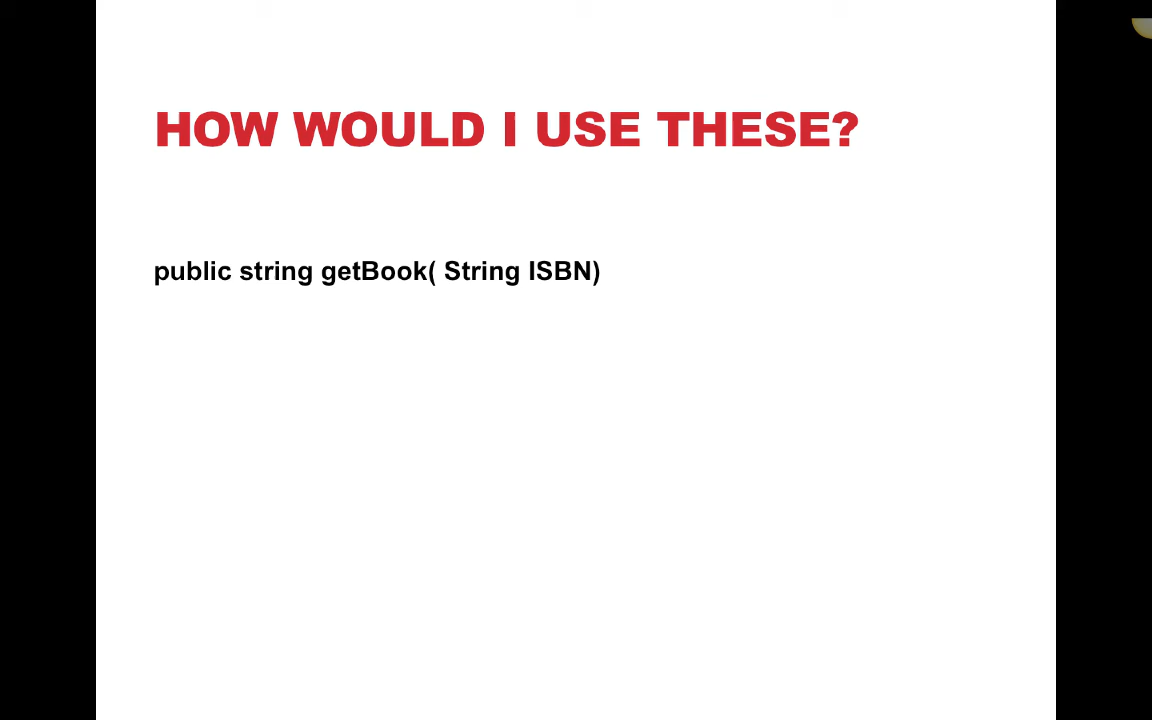 HOW WOULD I USE THESE?
public string getBook( String ISBN)